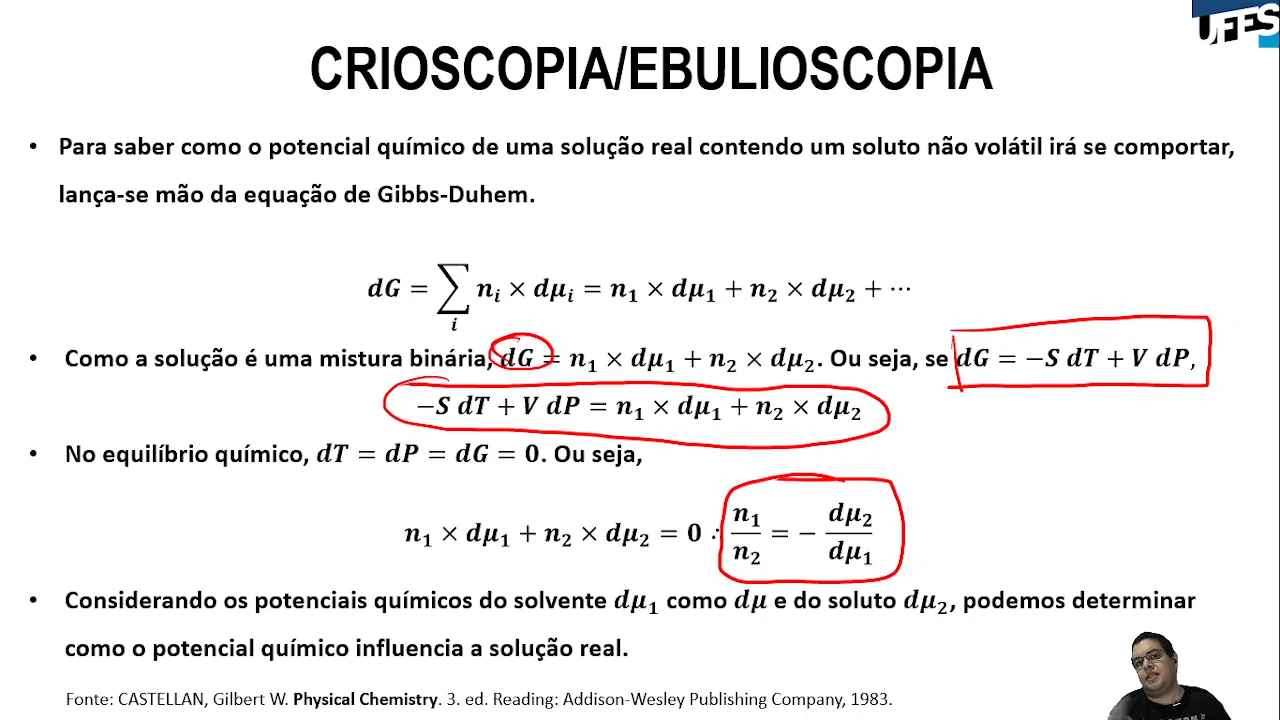 UFES
CRIOSCOPIA/EBULIOSCOPIA
• Para saber como o potencial químico de uma solução real contendo um soluto não volátil irá se comportar,
lança-se mão da equação de Gibbs-Duhem.
dG = ∑ᵢ nᵢ × dμᵢ = n₁ × dμ₁ + n₂ × dμ₂ + ⋯
• Como a solução é uma mistura binária, dG = n₁ × dμ₁ + n₂ × dμ₂. Ou seja, se dG = −S dT + V dP,
−S dT + V dP = n₁ × dμ₁ + n₂ × dμ₂
• No equilíbrio químico, dT = dP = dG = 0. Ou seja,
n₁ × dμ₁ + n₂ × dμ₂ = 0 ∴ n₁/n₂ = − dμ₂/dμ₁
• Considerando os potenciais químicos do solvente dμ₁ como dμ e do soluto dμ₂, podemos determinar
como o potencial químico influencia a solução real.
Fonte: CASTELLAN, Gilbert W. Physical Chemistry. 3. ed. Reading: Addison-Wesley Publishing Company, 1983.